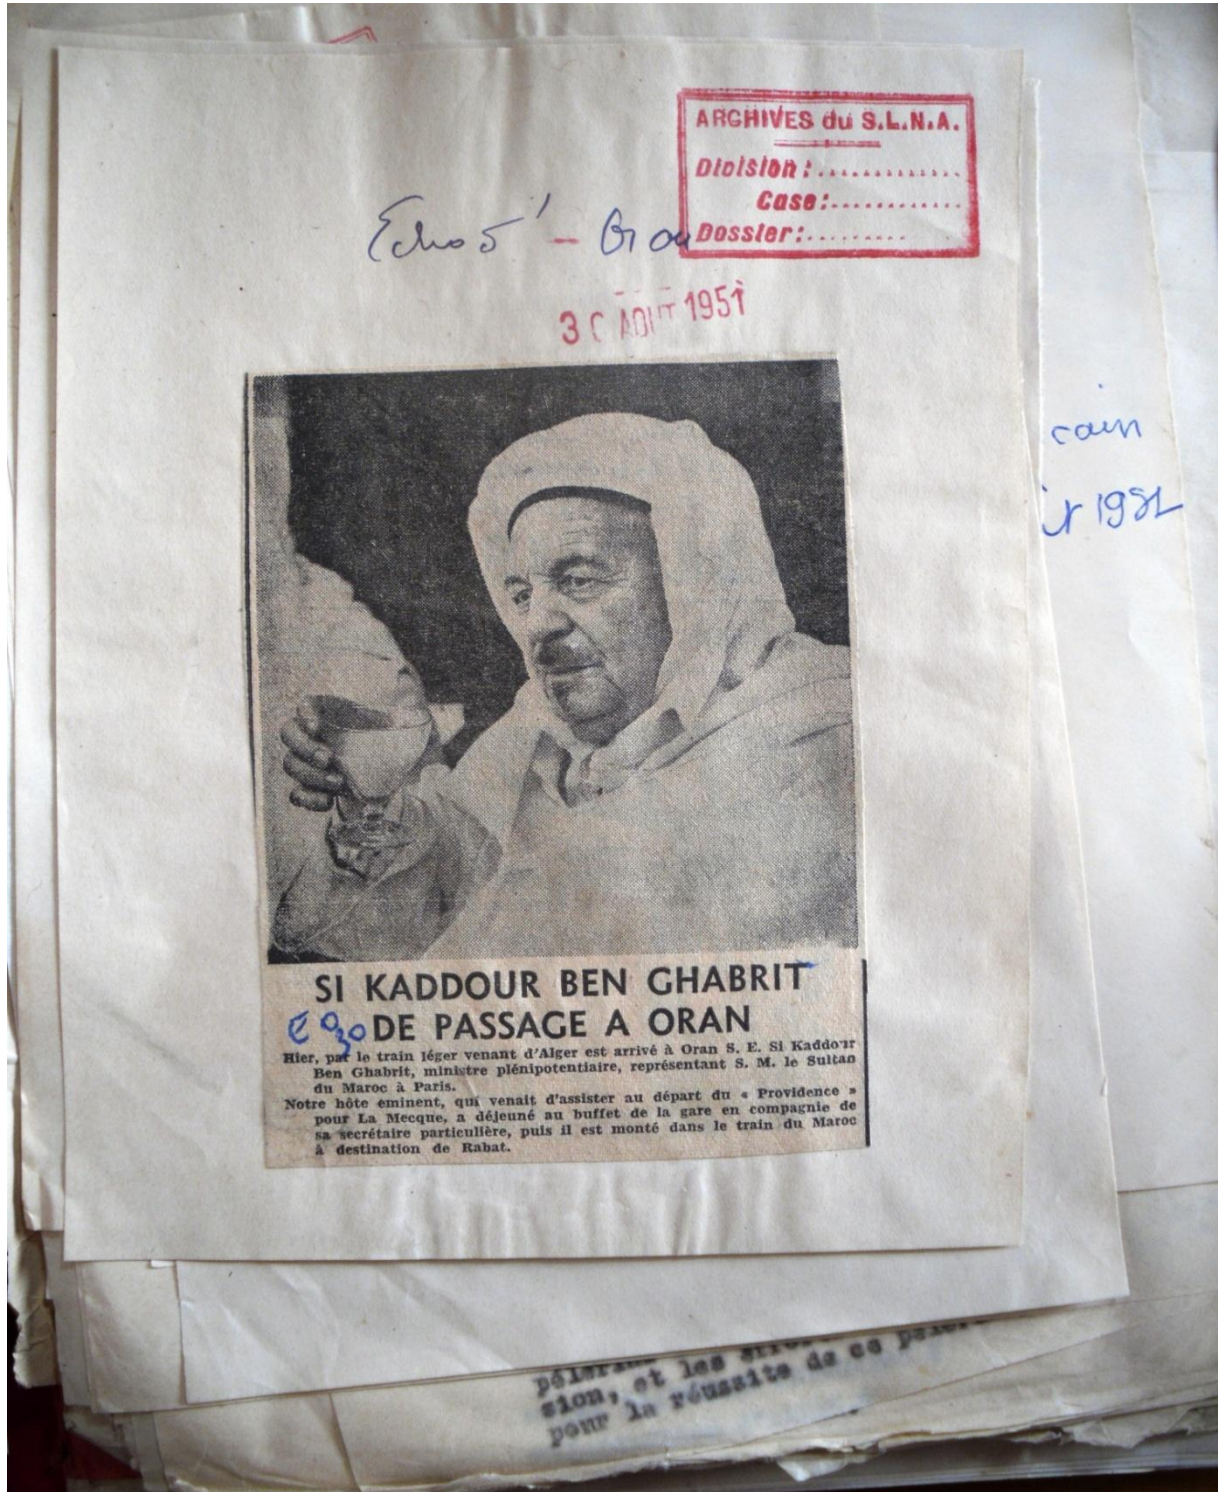 ARCHIVES du S.L.N.A.
Division:
Case:
Dossier:
Echo d' - Oran
30 AOUT 1951
cain
SI KADDOUR BEN GHABRIT
DE PASSAGE A ORAN
Hier, par le train léger venant d'Alger est arrivé à Oran S. E. Si Kaddour
Ben Ghabrit, ministre plénipotentiaire, représentant S. M. le Sultan
du Maroc à Paris.
Notre hôte éminent, qui venait d'assister au départ du « Providence »
pour La Mecque, a déjeuné au buffet de la gare en compagnie de
sa secrétaire particulière, puis il est monté dans le train du Maroc
à destination de Rabat.
et les
sion, et les
pour la réussite de ce